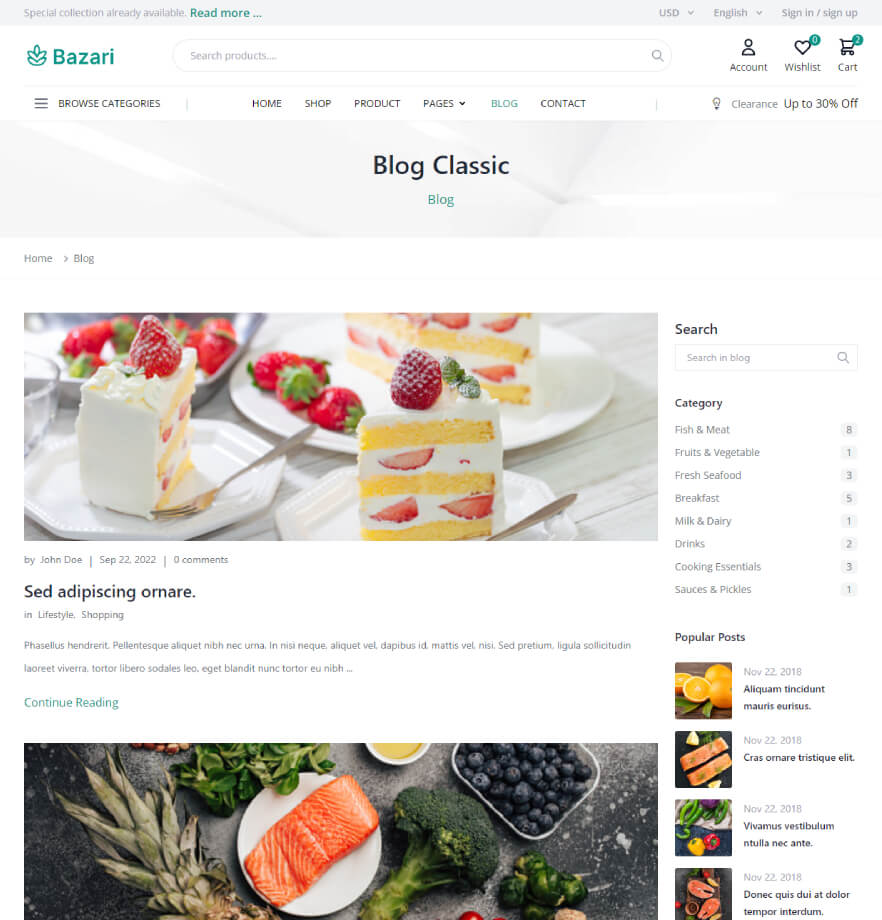 Special collection already available. Read more ...
USD English Sign in / sign up
Bazari
Search products....
0
2
Account Wishlist Cart
BROWSE CATEGORIES
HOME SHOP PRODUCT PAGES BLOG CONTACT
Clearance Up to 30% Off
Blog Classic
Blog
Home > Blog
by John Doe | Sep 22, 2022 | 0 comments
Sed adipiscing ornare.
in Lifestyle, Shopping
Phasellus hendrerit. Pellentesque aliquet nibh nec urna. In nisi neque, aliquet vel, dapibus id, mattis vel, nisi. Sed pretium, ligula sollicitudin
laoreet viverra, tortor libero sodales leo, eget blandit nunc tortor eu nibh ...
Continue Reading
Search
Search in blog
Category
Fish & Meat 8
Fruits & Vegetable 1
Fresh Seafood 3
Breakfast 5
Milk & Dairy 1
Drinks 2
Cooking Essentials 3
Sauces & Pickles 1
Popular Posts
Nov 22, 2018
Aliquam tincidunt
mauris eurisus.
Nov 22, 2018
Cras ornare tristique elit.
Nov 22, 2018
Vivamus vestibulum
ntulla nec ante.
Nov 22, 2018
Donec quis dui at dolor
tempor interdum.